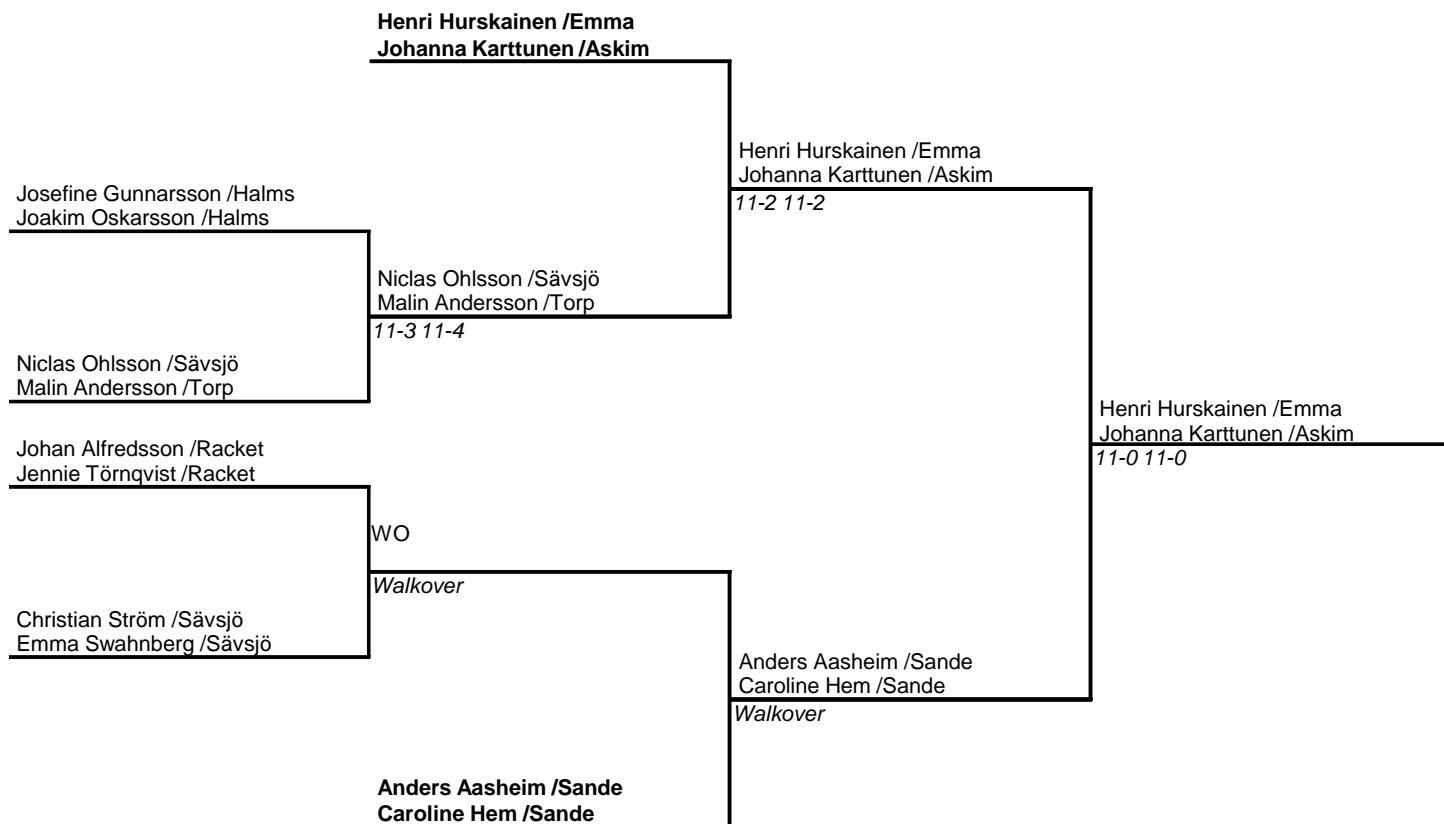 Henri Hurskainen /Emma
Johanna Karttunen /Askim
Henri Hurskainen /Emma
Johanna Karttunen /Askim
11-2 11-2
Josefine Gunnarsson /Halms
Joakim Oskarsson /Halms
Niclas Ohlsson /Sävsjö
Malin Andersson /Torp
11-3 11-4
Niclas Ohlsson /Sävsjö
Malin Andersson /Torp
Henri Hurskainen /Emma
Johanna Karttunen /Askim
11-0 11-0
Johan Alfredsson /Racket
Jennie Törnqvist /Racket
WO
Walkover
Christian Ström /Sävsjö
Emma Swahnberg /Sävsjö
Anders Aasheim /Sande
Caroline Hem /Sande
Walkover
Anders Aasheim /Sande
Caroline Hem /Sande